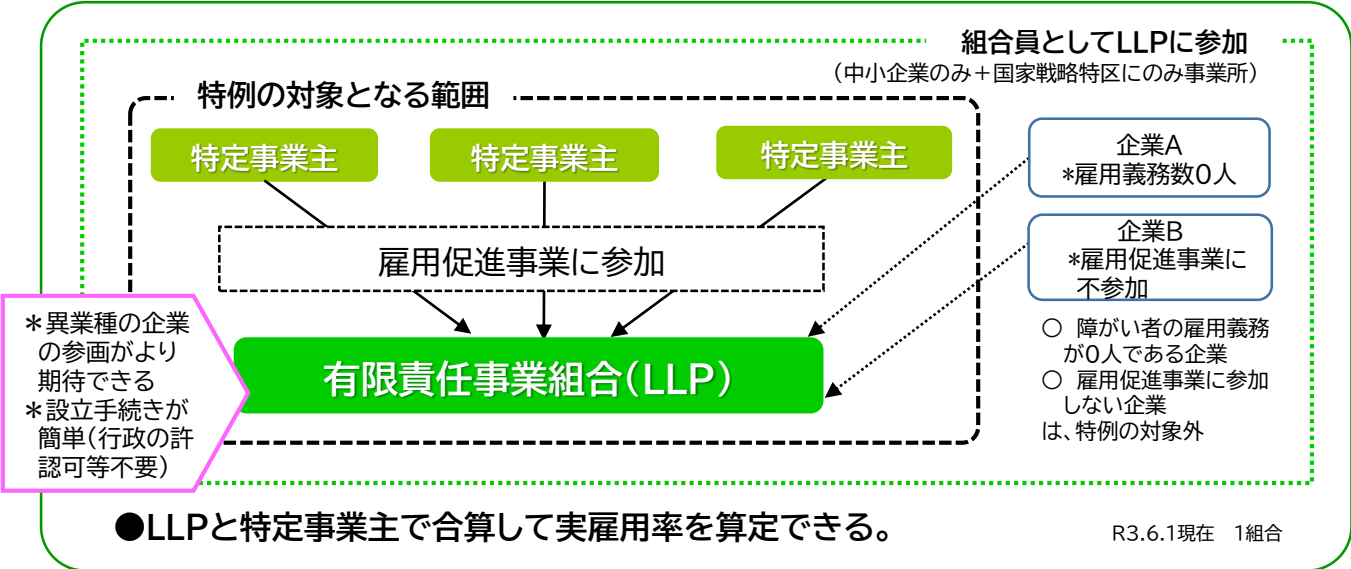 組合員としてLLPに参加
（中小企業のみ＋国家戦略特区にのみ事業所）
特例の対象となる範囲
特定事業主
特定事業主
特定事業主
企業A
*雇用義務数0人
企業B
*雇用促進事業に
不参加
雇用促進事業に参加
○ 障がい者の雇用義務
が0人である企業
○ 雇用促進事業に参加
しない企業
は、特例の対象外
＊異業種の企業
の参画がより
期待できる
＊設立手続きが
簡単（行政の許
認可等不要）
有限責任事業組合（LLP）
●LLPと特定事業主で合算して実雇用率を算定できる。
R3.6.1現在　1組合